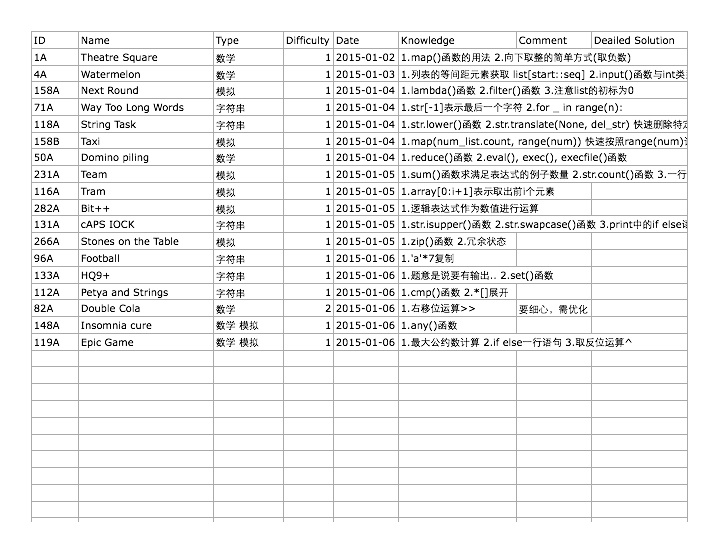 ID Name Type Difficulty Date Knowledge Comment Deailed Solution
1A Theatre Square 数学 1 2015-01-02 1.map()函数的用法 2.向下取整的简单方式(取负数)
4A Watermelon 数学 1 2015-01-03 1.列表的等间距元素获取 list[start::seq] 2.input()函数与int类
158A Next Round 模拟 1 2015-01-04 1.lambda()函数 2.filter()函数 3.注意list的初标为0
71A Way Too Long Words 字符串 1 2015-01-04 1.str[-1]表示最后一个字符 2.for _ in range(n):
118A String Task 字符串 1 2015-01-04 1.str.lower()函数 2.str.translate(None, del_str) 快速删除特定
158B Taxi 模拟 1 2015-01-04 1.map(num_list.count, range(num)) 快速按照range(num)
50A Domino piling 数学 1 2015-01-04 1.reduce()函数 2.eval(), exec(), execfile()函数
231A Team 模拟 1 2015-01-04 1.sum()函数求满足表达式的例子数量 2.str.count()函数 3.一行
116A Tram 模拟 1 2015-01-05 1.array[0:i+1]表示取出前i个元素
282A Bit++ 模拟 1 2015-01-05 1.逻辑表达式作为数值进行运算
131A cAPS lOCK 字符串 1 2015-01-05 1.str.isupper()函数 2.str.swapcase()函数 3.print中的if else
266A Stones on the Table 模拟 1 2015-01-05 1.zip()函数 2.冗余状态
96A Football 字符串 1 2015-01-06 1.'a'*7复制
133A HQ9+ 字符串 1 2015-01-06 1.题意是说要有输出.. 2.set()函数
112A Petya and Strings 字符串 1 2015-01-06 1.cmp()函数 2.*[]展开
82A Double Cola 数学 2 2015-01-06 1.右移位运算>> 要细心，需优化
148A Insomnia cure 数学 模拟 1 2015-01-06 1.any()函数
119A Epic Game 数学 模拟 1 2015-01-06 1.最大公约数计算 2.if else一行语句 3.取反位运算^